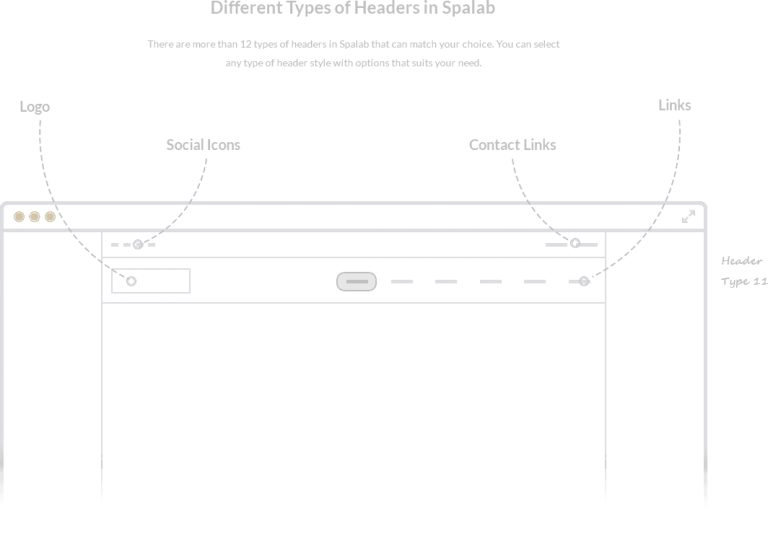 Different Types of Headers in Spalab
There are more than 12 types of headers in Spalab that can match your choice. You can select
any type of header style with options that suits your need.
Logo
Links
Social Icons
Contact Links
Header
Type 11